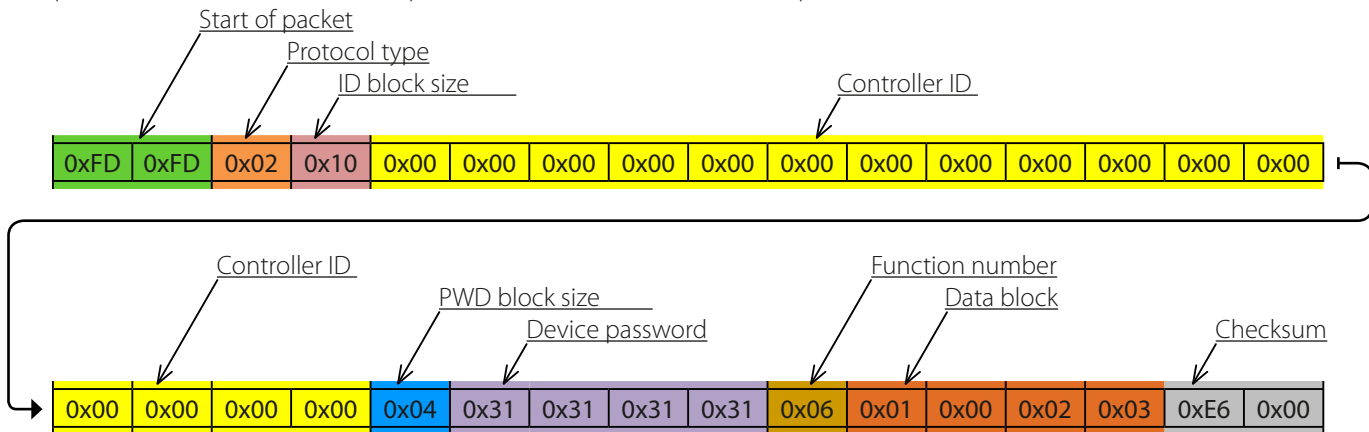 Start of packet
Protocol type
ID block size Controller ID
0xFD 0xFD 0x02 0x10 0x00 0x00 0x00 0x00 0x00 0x00 0x00 0x00 0x00 0x00 0x00 0x00
Controller ID Function number
PWD block size Data block
Device password Checksum
0x00 0x00 0x00 0x00 0x04 0x31 0x31 0x31 0x31 0x06 0x01 0x00 0x02 0x03 0xE6 0x00